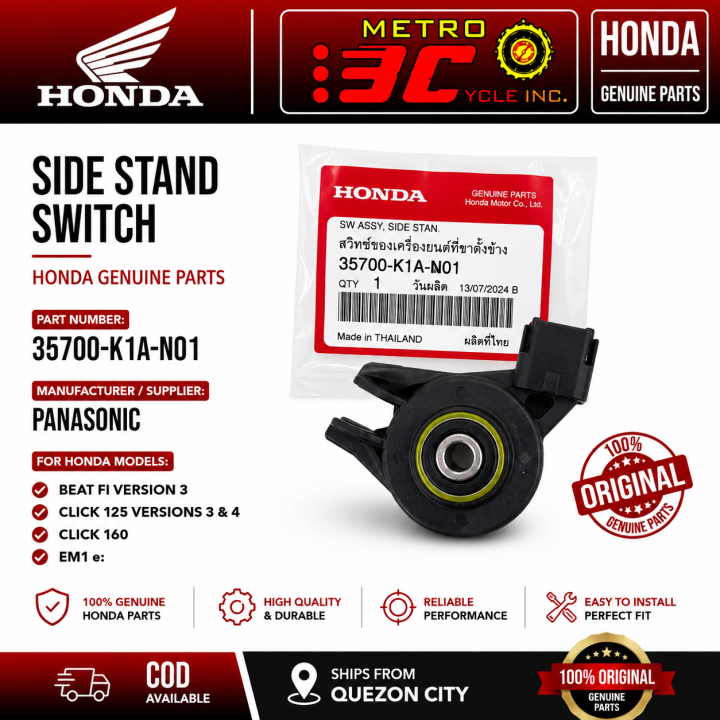 HONDA
METRO
3CYCLE INC.
HONDA
GENUINE PARTS
SIDE STAND
SWITCH
HONDA GENUINE PARTS
PART NUMBER:
35700-K1A-N01
MANUFACTURER / SUPPLIER:
PANASONIC
FOR HONDA MODELS:
BEAT FI VERSION 3
CLICK 125 VERSIONS 3 & 4
CLICK 160
EM1 e:
HONDA
GENUINE PARTS
Honda Motor Co., Ltd.
SW ASSY, SIDE STAN.
สวิทซ์ของเครื่องยนต์ที่ขาตั้งข้าง
35700-K1A-N01
QTY 1 วันผลิต 13/07/2024 B
Made in THAILAND ผลิตที่ไทย
100%
ORIGINAL
GENUINE PARTS
100% GENUINE
HONDA PARTS
HIGH QUALITY
& DURABLE
RELIABLE
PERFORMANCE
EASY TO INSTALL
PERFECT FIT
COD
AVAILABLE
SHIPS FROM
QUEZON CITY
100% ORIGINAL
GENUINE
PARTS